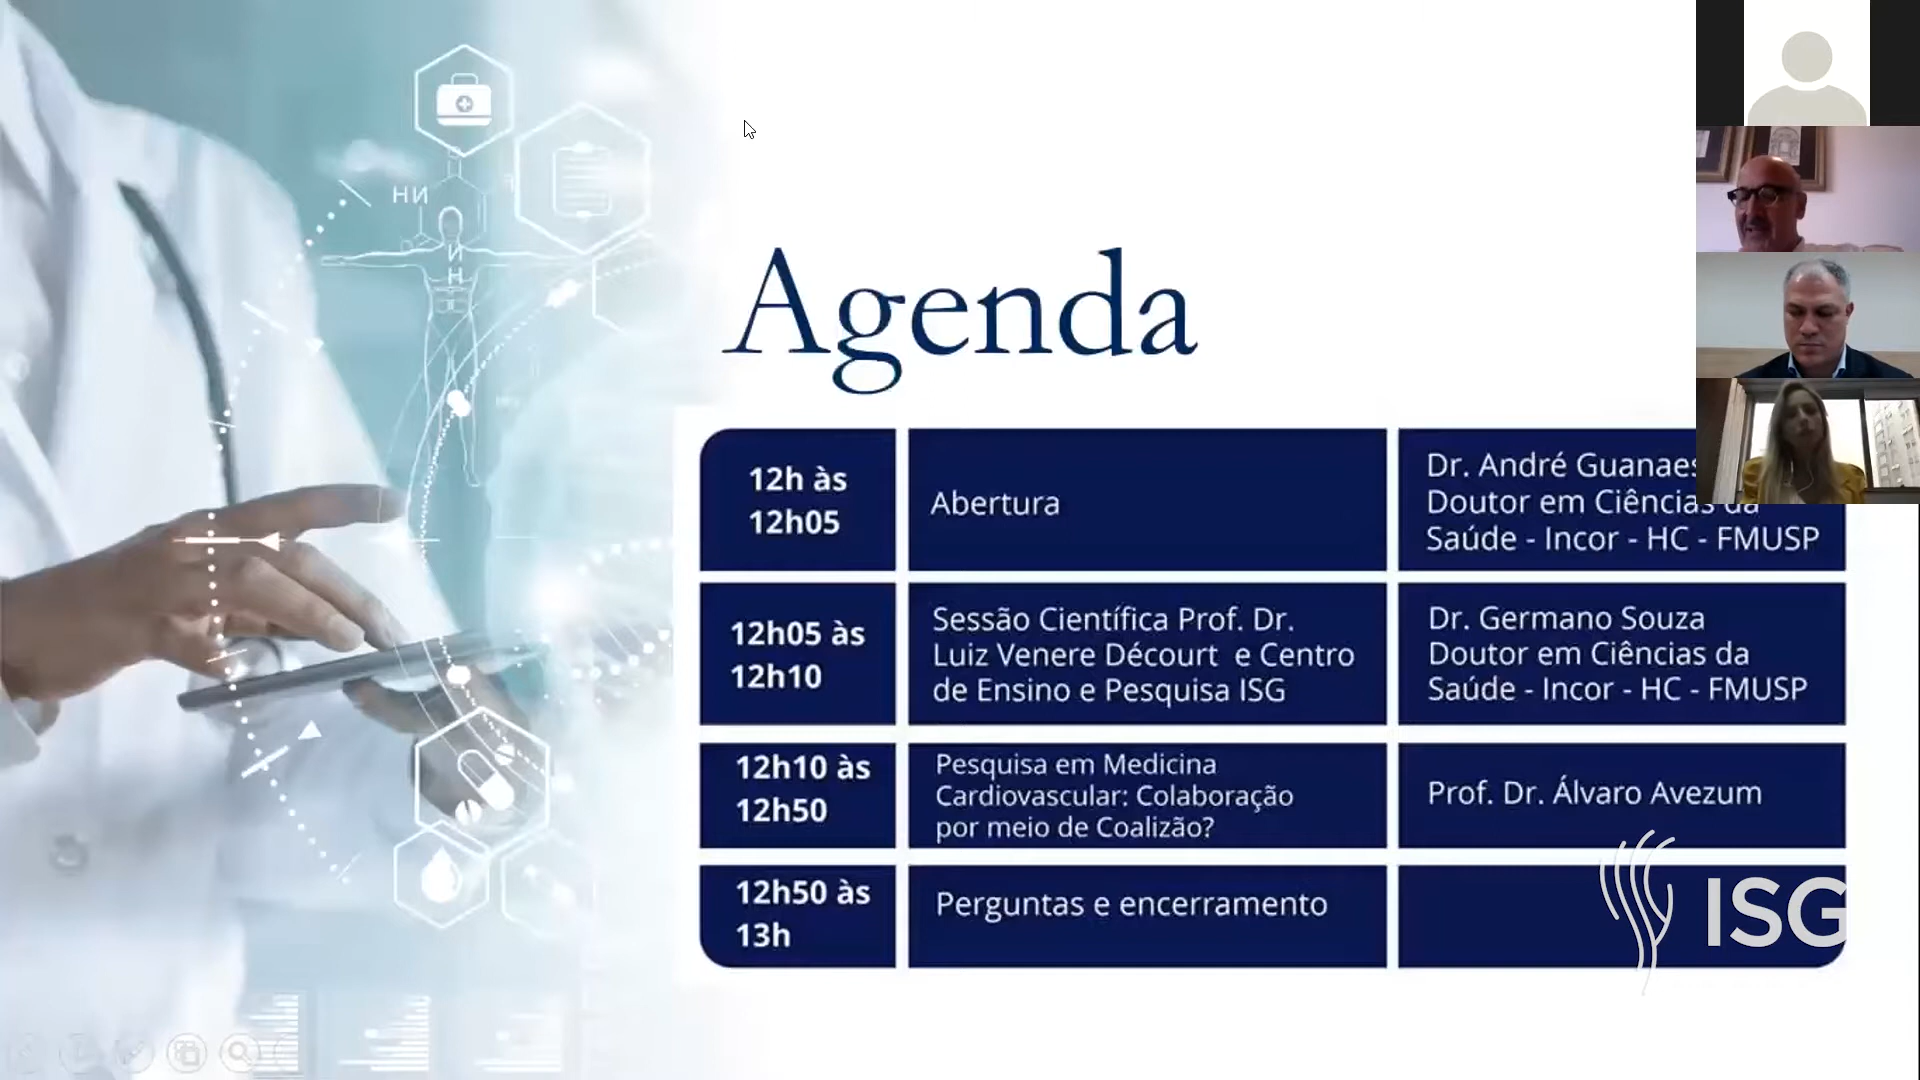 Agenda
12h às
12h05
Abertura
Dr. André Guanaes
Doutor em Ciências da
Saúde - Incor - HC - FMUSP
12h05 às
12h10
Sessão Científica Prof. Dr.
Luiz Venere Décourt e Centro
de Ensino e Pesquisa ISG
Dr. Germano Souza
Doutor em Ciências da
Saúde - Incor - HC - FMUSP
12h10 às
12h50
Pesquisa em Medicina
Cardiovascular: Colaboração
por meio de Coalizão?
Prof. Dr. Álvaro Avezum
12h50 às
13h
Perguntas e encerramento
ISG